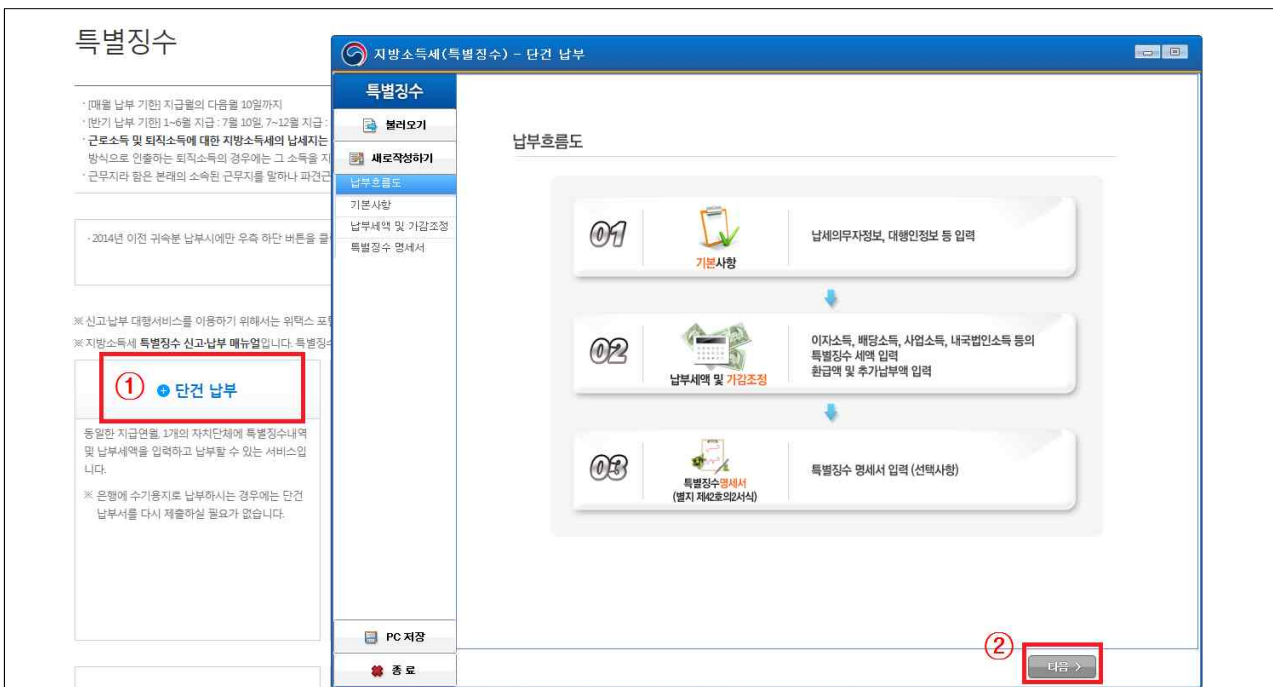 특별징수
· [매월 납부 기한] 지급월의 다음월 10일까지
· [반기 납부 기한] 1~6월 지급 : 7월 10일, 7~12월 지급 :
· 근로소득 및 퇴직소득에 대한 지방소득세의 납세지는
방식으로 인출하는 퇴직소득의 경우에는 그 소득을 지
· 근무지라 함은 본래의 소속된 근무지를 말하나 파견근
· 2014년 이전 귀속분 납부시에만 우측 하단 버튼을 클
※ 신고납부 대행서비스를 이용하기 위해서는 위택스 포
※ 지방소득세 특별징수 신고·납부 매뉴얼입니다. 특별징수
① 단건 납부
동일한 지급연월, 1개의 자치단체에 특별징수내역
및 납부세액을 입력하고 납부할 수 있는 서비스입
니다.
※ 은행에 수기용지로 납부하시는 경우에는 단건
납부서를 다시 제출하실 필요가 없습니다.
지방소득세(특별징수) - 단건 납부
특별징수
불러오기
새로작성하기
납부흐름도
기본사항
납부세액 및 가감조정
특별징수 명세서
PC 저장
종 료
납부흐름도
01
기본사항
납세의무자정보, 대행인정보 등 입력
02
납부세액 및 가감조정
이자소득, 배당소득, 사업소득, 내국법인소득 등의
특별징수 세액 입력
환급액 및 추가납부액 입력
03
특별징수명세서
(별지 제42호의2서식)
특별징수 명세서 입력 (선택사항)
②
다음 >